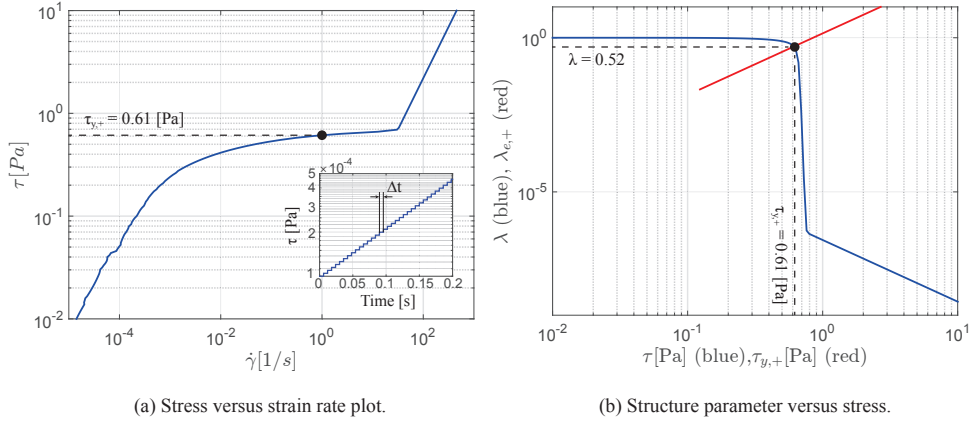 10^1
10^0
10^-1
10^-2
τ[Pa]
τ_y,+ = 0.61 [Pa]
5 ×10^-4
4
3
2
1
τ [Pa]
Δt
0 0.05 0.1 0.15 0.2
Time [s]
10^-4 10^-2 10^0 10^2
γ̇[1/s]
(a) Stress versus strain rate plot.
10^0
10^-5
λ (blue), λ_e,+ (red)
λ = 0.52
τ_y,+ = 0.61 [Pa]
10^-2 10^-1 10^0 10^1
τ[Pa] (blue),τ_y,+[Pa] (red)
(b) Structure parameter versus stress.